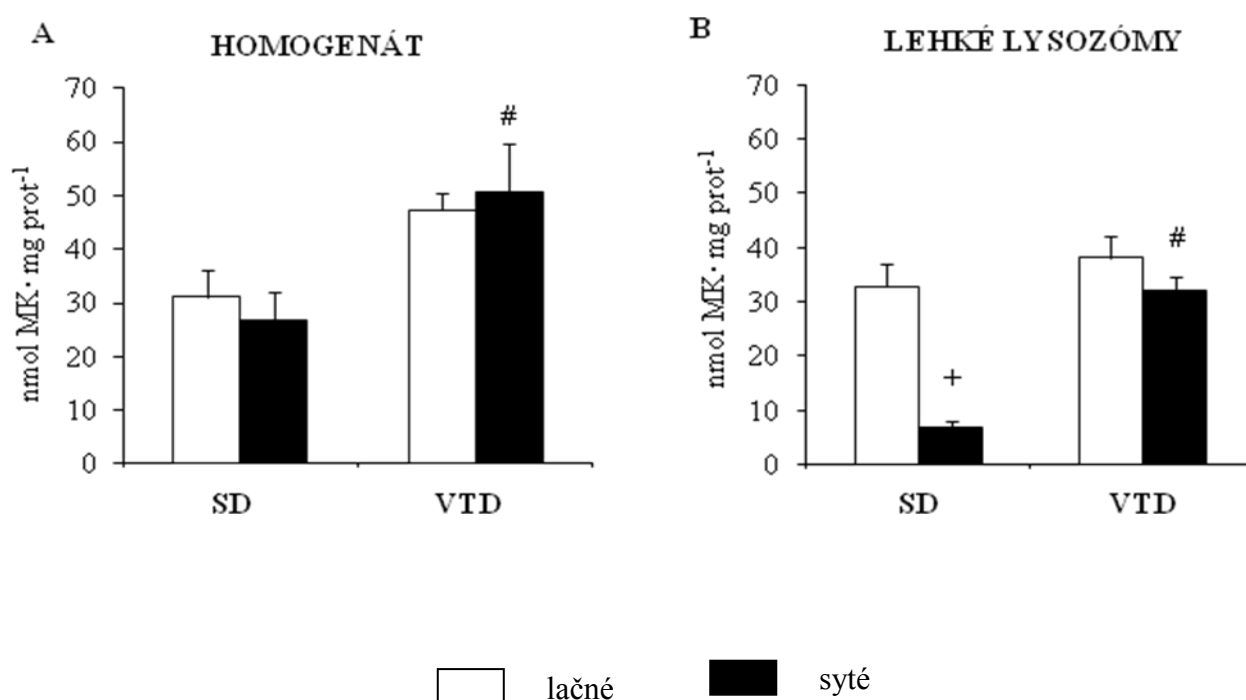 A
HOMOGENÁT
nmol MK· mg prot⁻¹
70
60
50
40
30
20
10
0
#
SD
VTD
B
LEHKÉ LYSOZÓMY
nmol MK· mg prot⁻¹
70
60
50
40
30
20
10
0
+
#
SD
VTD
lačné
syté